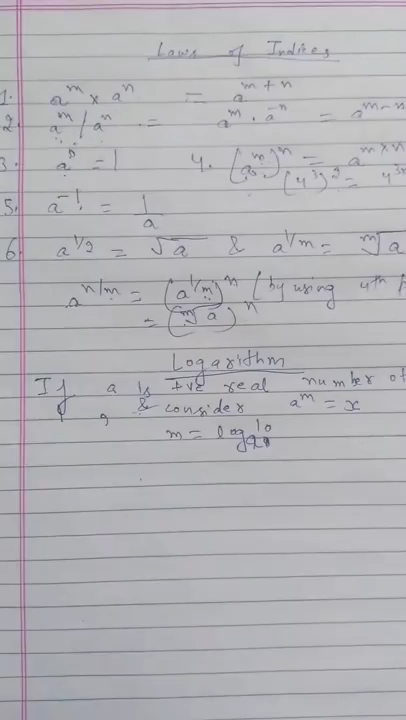 Laws of Indices
1. a^m × a^n = a^(m+n)
2. a^m / a^n = a^m · a^-n = a^(m-n)
3. a^0 = 1 4. (a^m)^n = a^(m×n)
(4^3)^2 = 4^3
5. a^-1 = 1/a
6. a^1/2 = √a & a^1/m = m√a
a^n/m = (a^1/m)^n (by using 4th
= (m√a)^n
Logarithm
If a is +ve real number of
& consider a^m = x
m = log